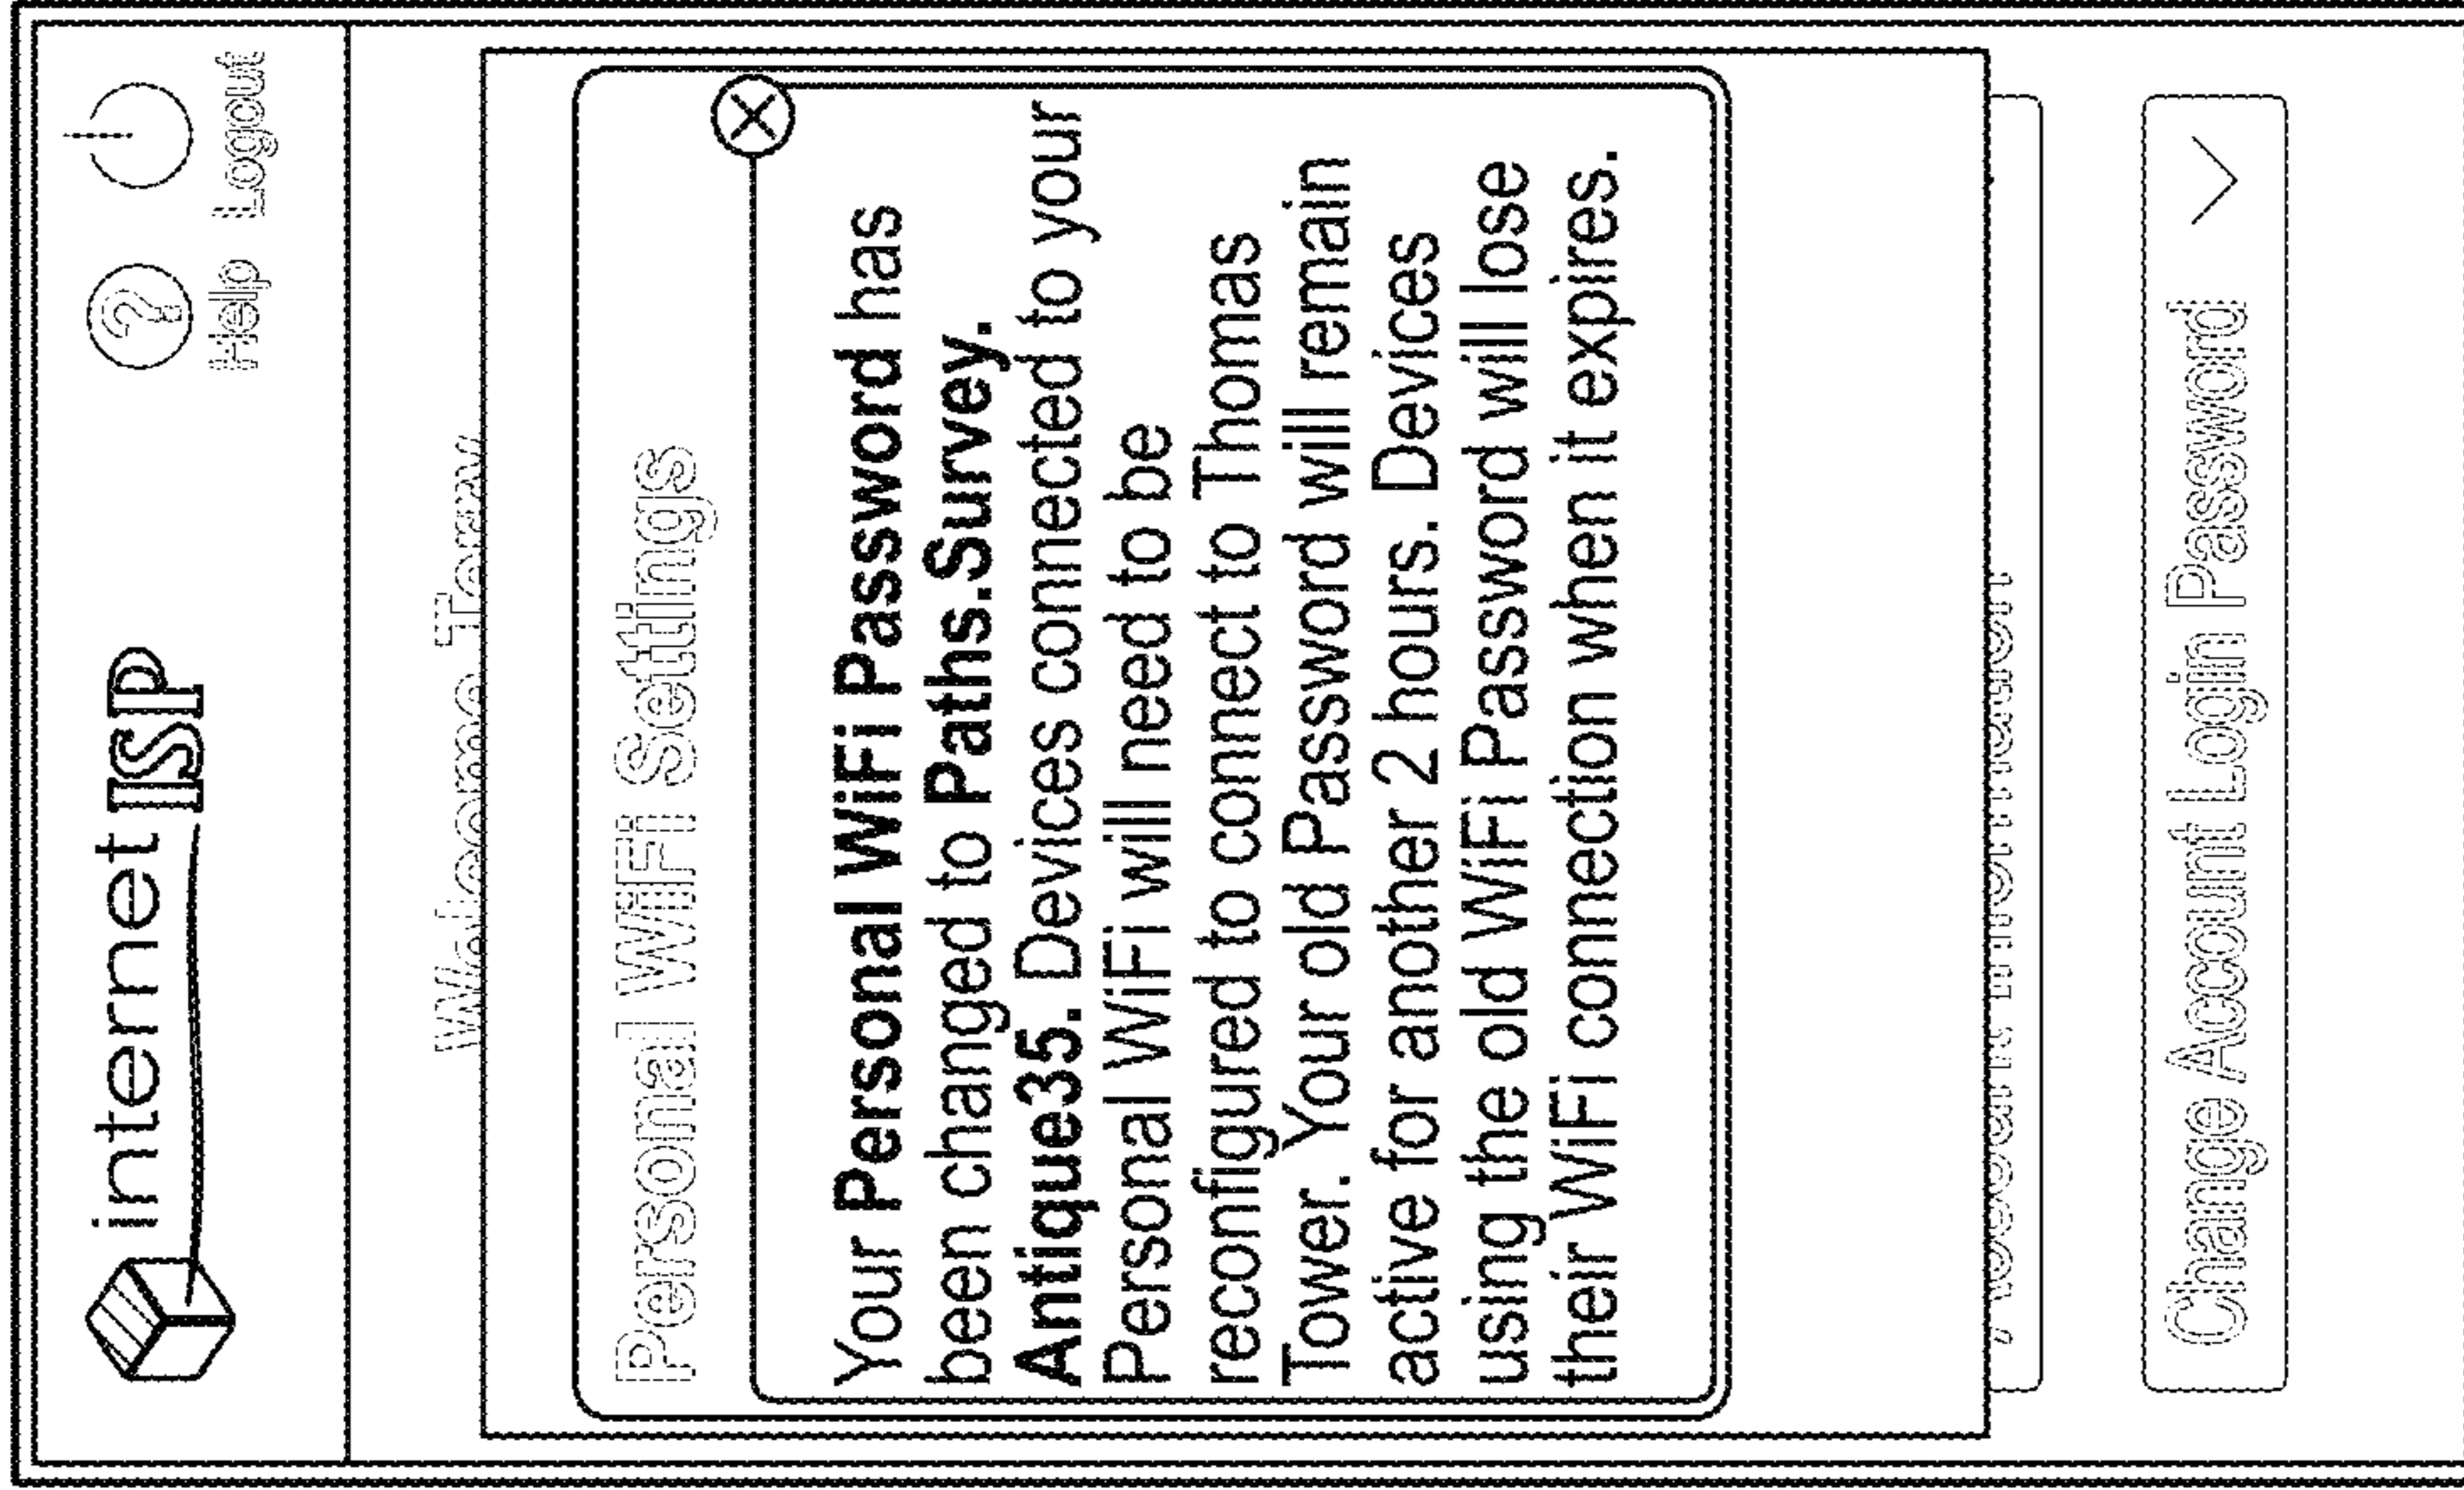 internet ISP
Help Logout
Welcome Terry
Personal WiFi Settings
Your Personal WiFi Password has
been changed to Paths.Survey.
Antique35. Devices connected to your
Personal WiFi will need to be
reconfigured to connect to Thomas
Tower. Your old Password will remain
active for another 2 hours. Devices
using the old WiFi Password will lose
their WiFi connection when it expires.
Change Account Login Password